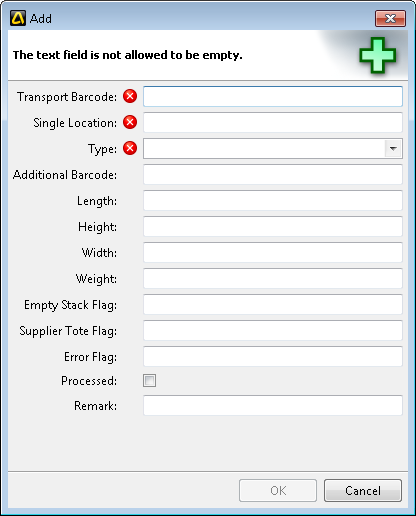 Add
The text field is not allowed to be empty.
Transport Barcode:
Single Location:
Type:
Additional Barcode:
Length:
Height:
Width:
Weight:
Empty Stack Flag:
Supplier Tote Flag:
Error Flag:
Processed:
Remark:
OK Cancel